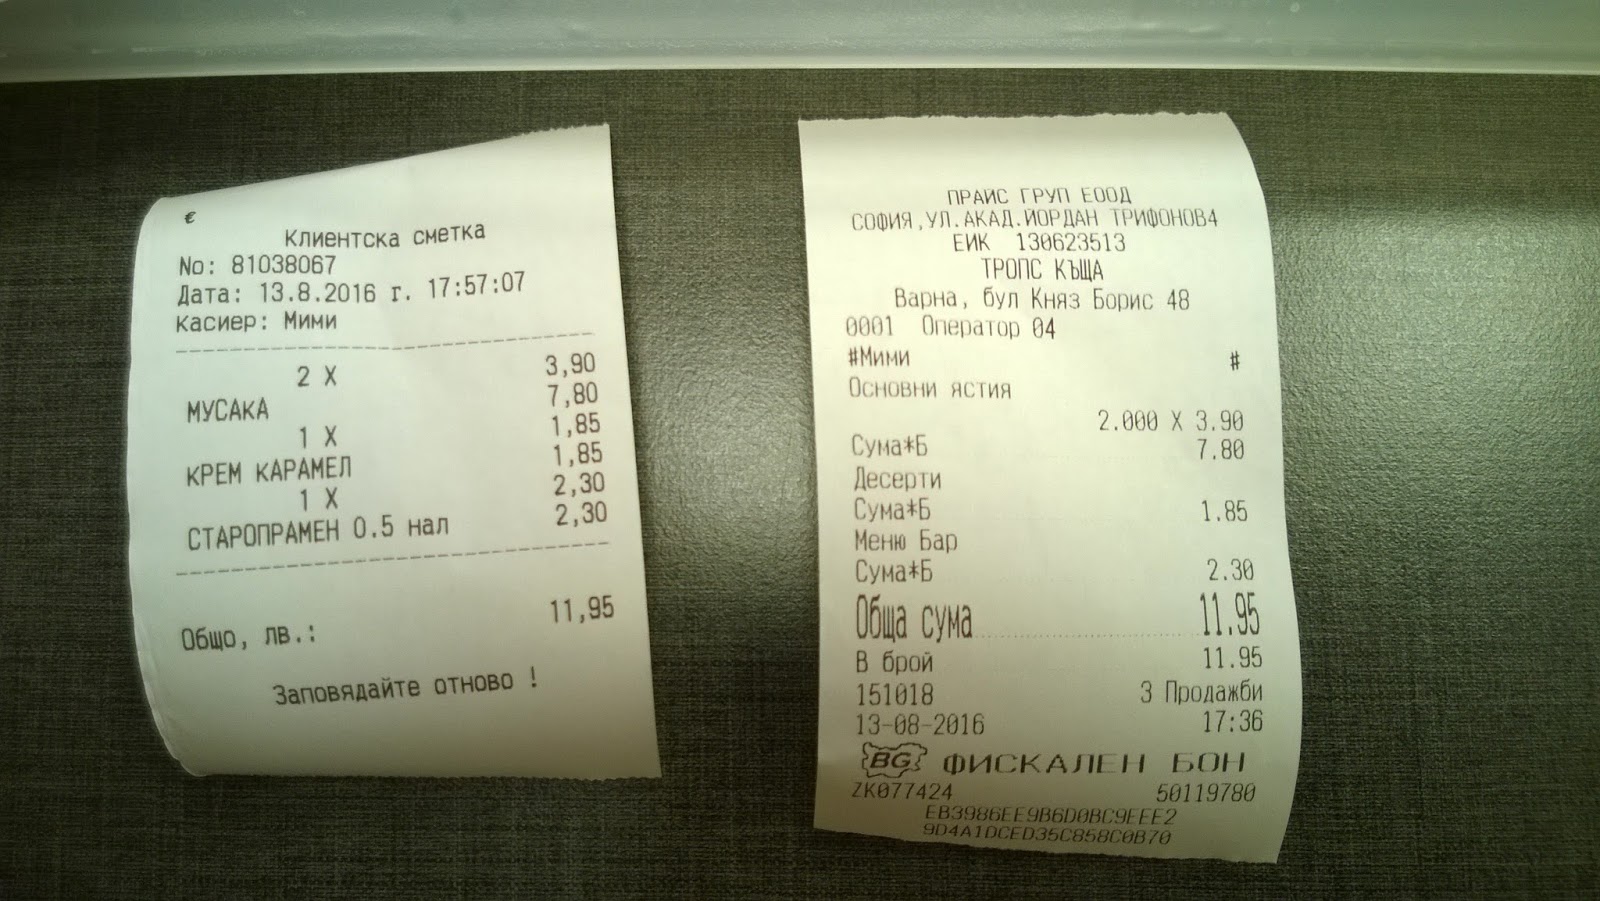 €
Клиентска сметка
No: 81038067
Дата: 13.8.2016 г. 17:57:07
касиер: Мими
2 X 3,90
МУСАКА 7,80
1 X 1,85
КРЕМ КАРАМЕЛ 1,85
1 X 2,30
СТАРОПРАМЕН 0.5 нал 2,30
Общо, лв.: 11,95
Заповядайте отново !
ПРАЙС ГРУП ЕООД
СОФИЯ,УЛ.АКАД.ЙОРДАН ТРИФОНОВ4
ЕИК 130623513
ТРОПС КЪЩА
Варна, бул Княз Борис 48
0001 Оператор 04
#Мими #
Основни ястия
2.000 X 3.90
Сума*Б 7.80
Десерти
Сума*Б 1.85
Меню Бар
Сума*Б 2.30
Обща сума 11.95
В брой 11.95
151018 3 Продажби
13-08-2016 17:36
BG ФИСКАЛЕН БОН
ZK077424 50119780
EB3986EE9B6D0BC9EEE2
9D4A1DCED35C858C0B70